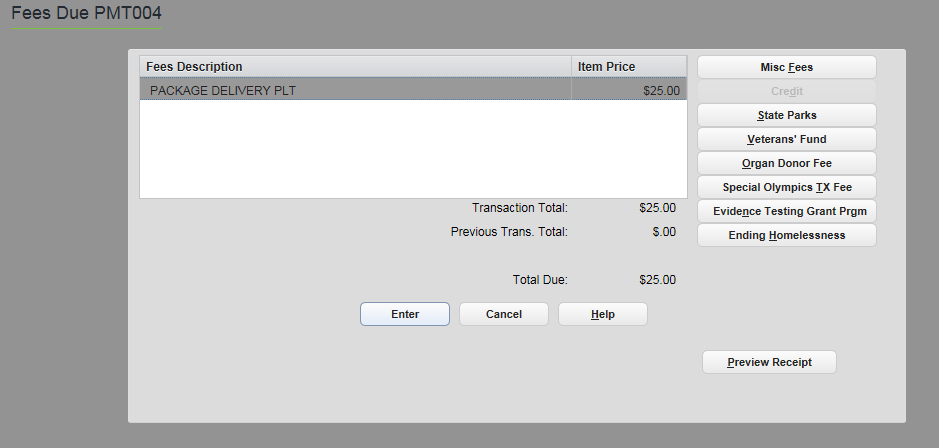 Fees Due PMT004
Fees Description Item Price
PACKAGE DELIVERY PLT $25.00
Transaction Total: $25.00
Previous Trans. Total: $.00
Total Due: $25.00
Enter Cancel Help
Misc Fees
Credit
State Parks
Veterans' Fund
Organ Donor Fee
Special Olympics TX Fee
Evidence Testing Grant Prgm
Ending Homelessness
Preview Receipt